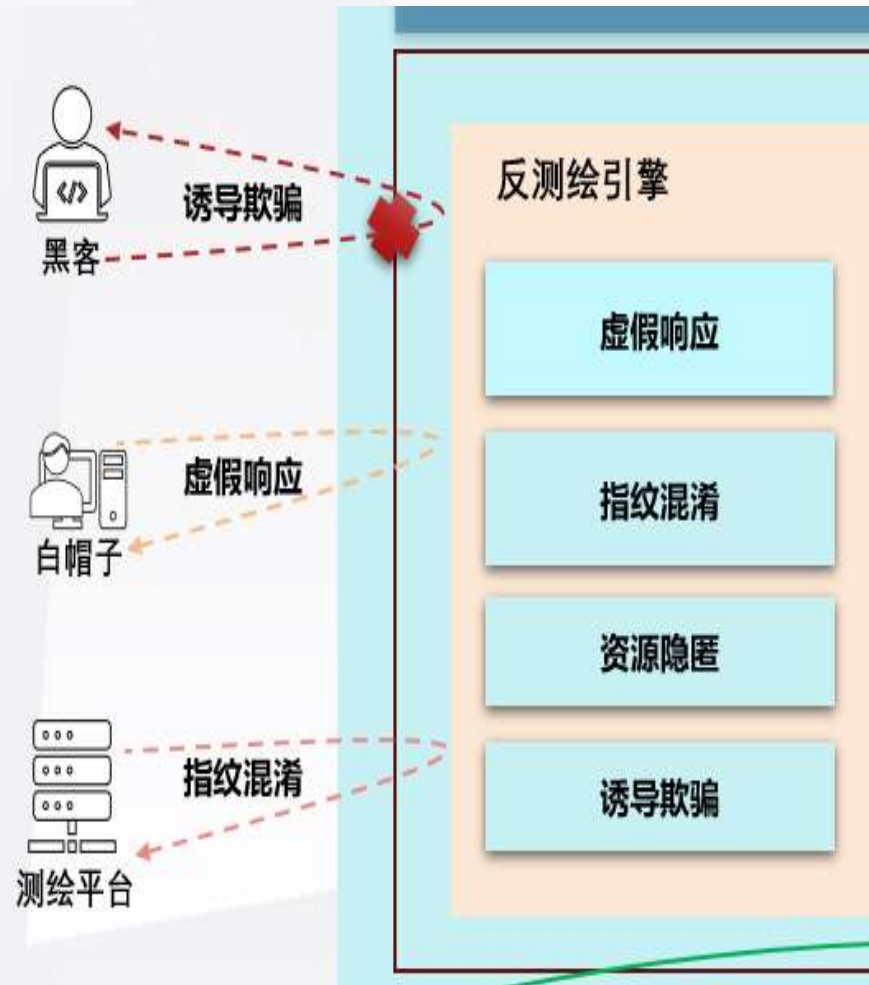 反测绘引擎
诱导欺骗
</>
黑客
虚假响应
虚假响应
白帽子
指纹混淆
资源隐匿
指纹混淆
诱导欺骗
测绘平台